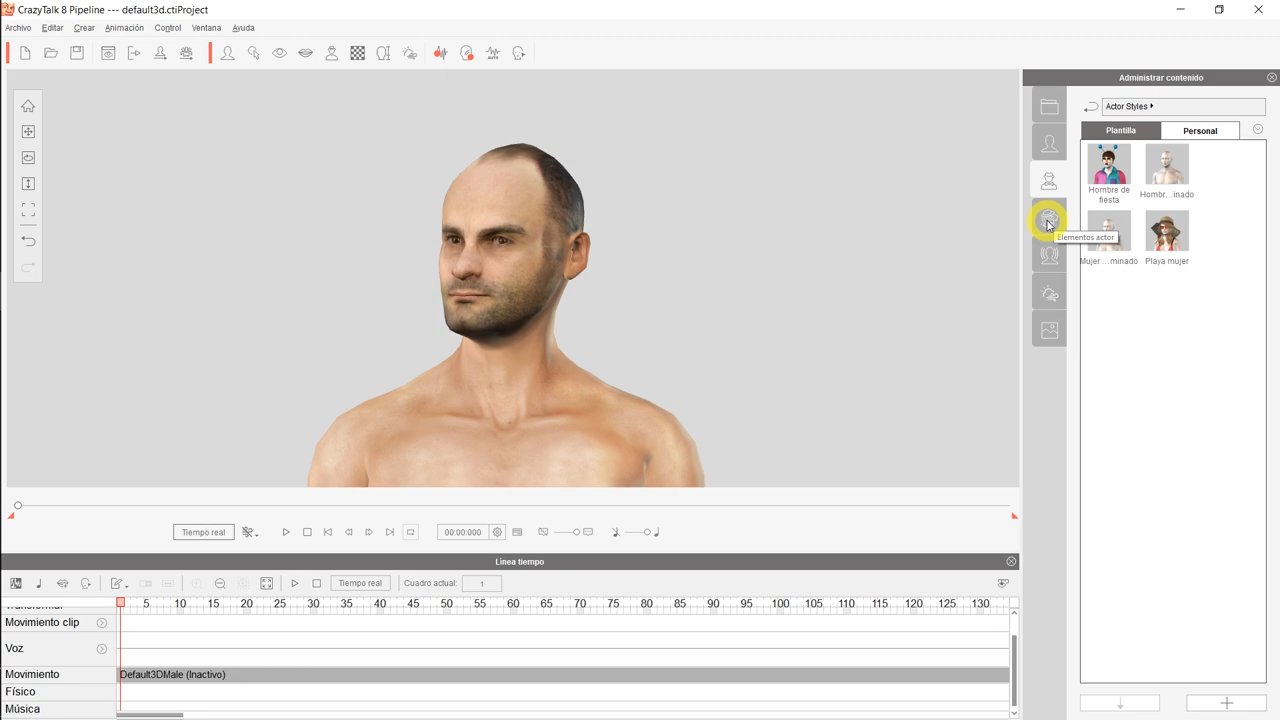 CrazyTalk 8 Pipeline --- default3d.ctiProject
Archivo Editar Crear Animación Control Ventana Ayuda
Administrar contenido
Actor Styles
Plantilla Personal
Hombre de fiesta
Hombr...inado
Elementos actor
Mujer ...minado
Playa mujer
Tiempo real
00:00:000
Línea tiempo
Tiempo real
Cuadro actual: 1
5 10 15 20 25 30 35 40 45 50 55 60 65 70 75 80 85 90 95 100 105 110 115 120 125 130
Transformar
Movimiento clip
Voz
Movimiento
Default3DMale (Inactivo)
Físico
Música